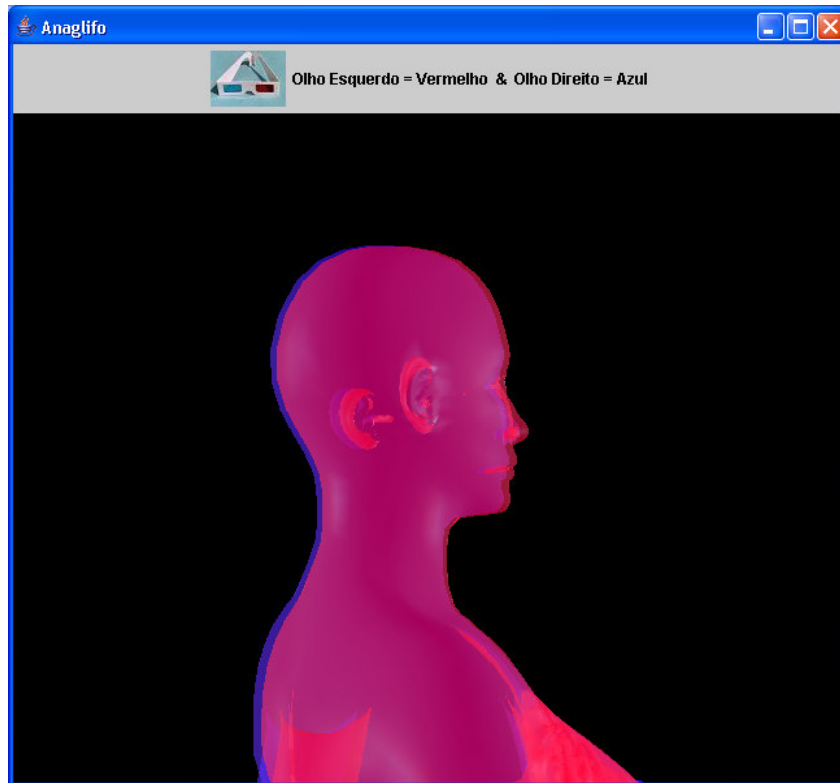 Anaglifo
Olho Esquerdo = Vermelho & Olho Direito = Azul